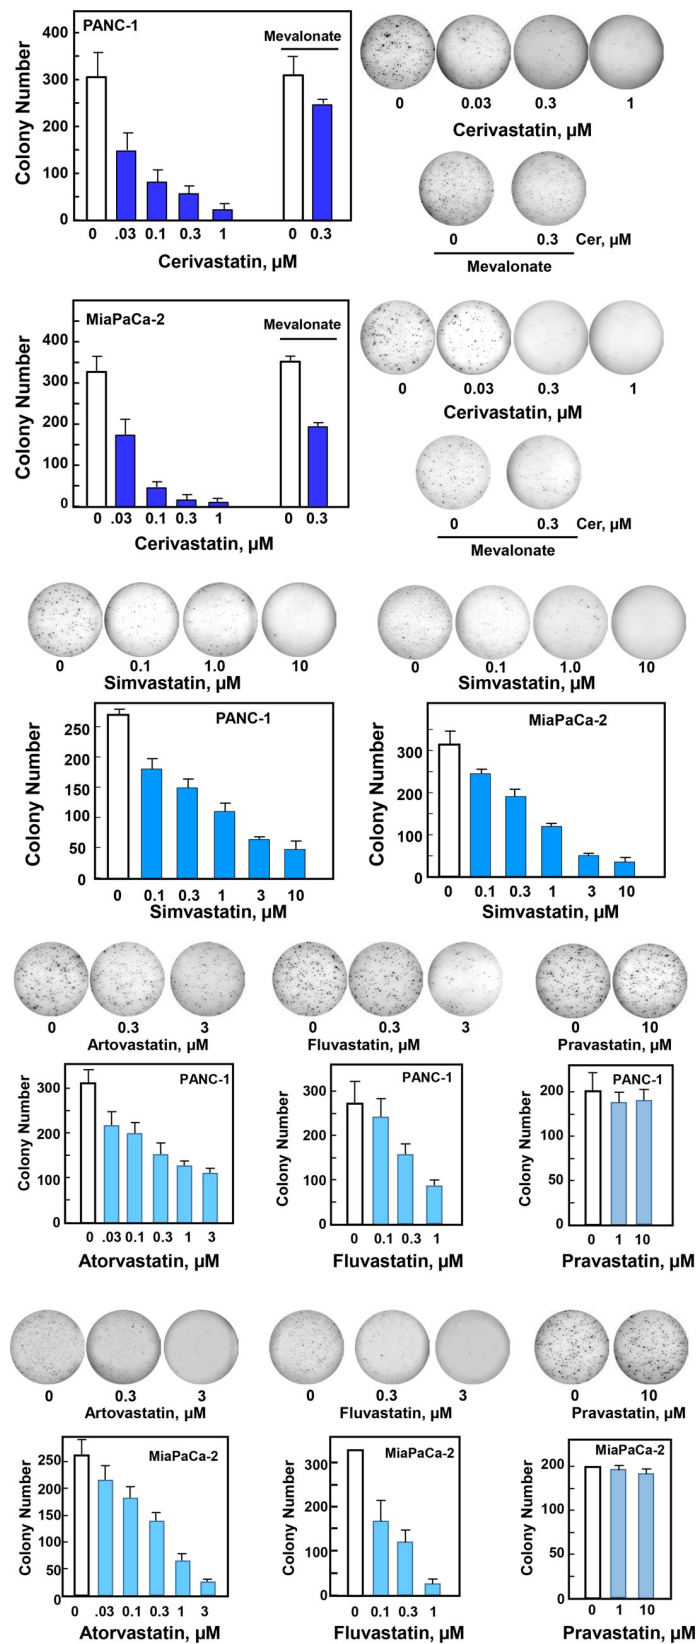 PANC-1
Mevalonate
Colony Number
400
300
200
100
0
0 .03 0.1 0.3 1 0 0.3
Cerivastatin, µM
0 0.03 0.3 1
Cerivastatin, µM
0 0.3 Cer, µM
Mevalonate
MiaPaCa-2
Mevalonate
Colony Number
400
300
200
100
0
0 .03 0.1 0.3 1 0 0.3
Cerivastatin, µM
0 0.03 0.3 1
Cerivastatin, µM
0 0.3 Cer, µM
Mevalonate
0 0.1 1.0 10
Simvastatin, µM
0 0.1 1.0 10
Simvastatin, µM
PANC-1
Colony Number
250
200
150
100
50
0
0 0.1 0.3 1 3 10
Simvastatin, µM
MiaPaCa-2
Colony Number
300
200
100
0
0 0.1 0.3 1 3 10
Simvastatin, µM
0 0.3 3
Artovastatin, µM
0 0.3 3
Fluvastatin, µM
0 10
Pravastatin, µM
PANC-1
Colony Number
300
200
100
0
0 .03 0.1 0.3 1 3
Atorvastatin, µM
PANC-1
Colony Number
300
200
100
0
0 0.1 0.3 1
Fluvastatin, µM
PANC-1
Colony Number
200
100
50
0
0 1 10
Pravastatin, µM
0 0.3 3
Artovastatin, µM
0 0.3 3
Fluvastatin, µM
0 10
Pravastatin, µM
MiaPaCa-2
Colony Number
250
200
150
100
50
0
0 .03 0.1 0.3 1 3
Atorvastatin, µM
MiaPaCa-2
Colony Number
300
200
100
0
0 0.1 0.3 1
Fluvastatin, µM
MiaPaCa-2
Colony Number
200
100
50
0
0 1 10
Pravastatin, µM